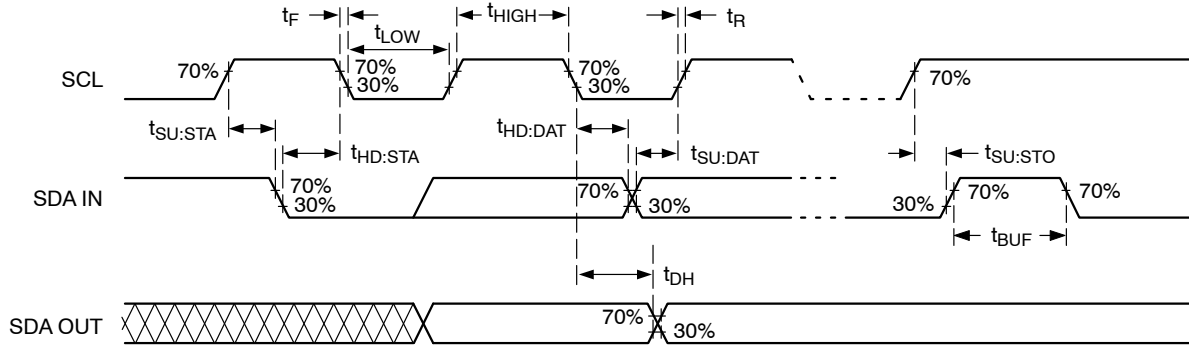 tF
tHIGH
tR
tLOW
SCL
70%
70%
30%
70%
30%
70%
tSU:STA
tHD:STA
tHD:DAT
tSU:DAT
tSU:STO
SDA IN
70%
30%
70%
30%
30%
70%
70%
tBUF
tDH
SDA OUT
70%
30%